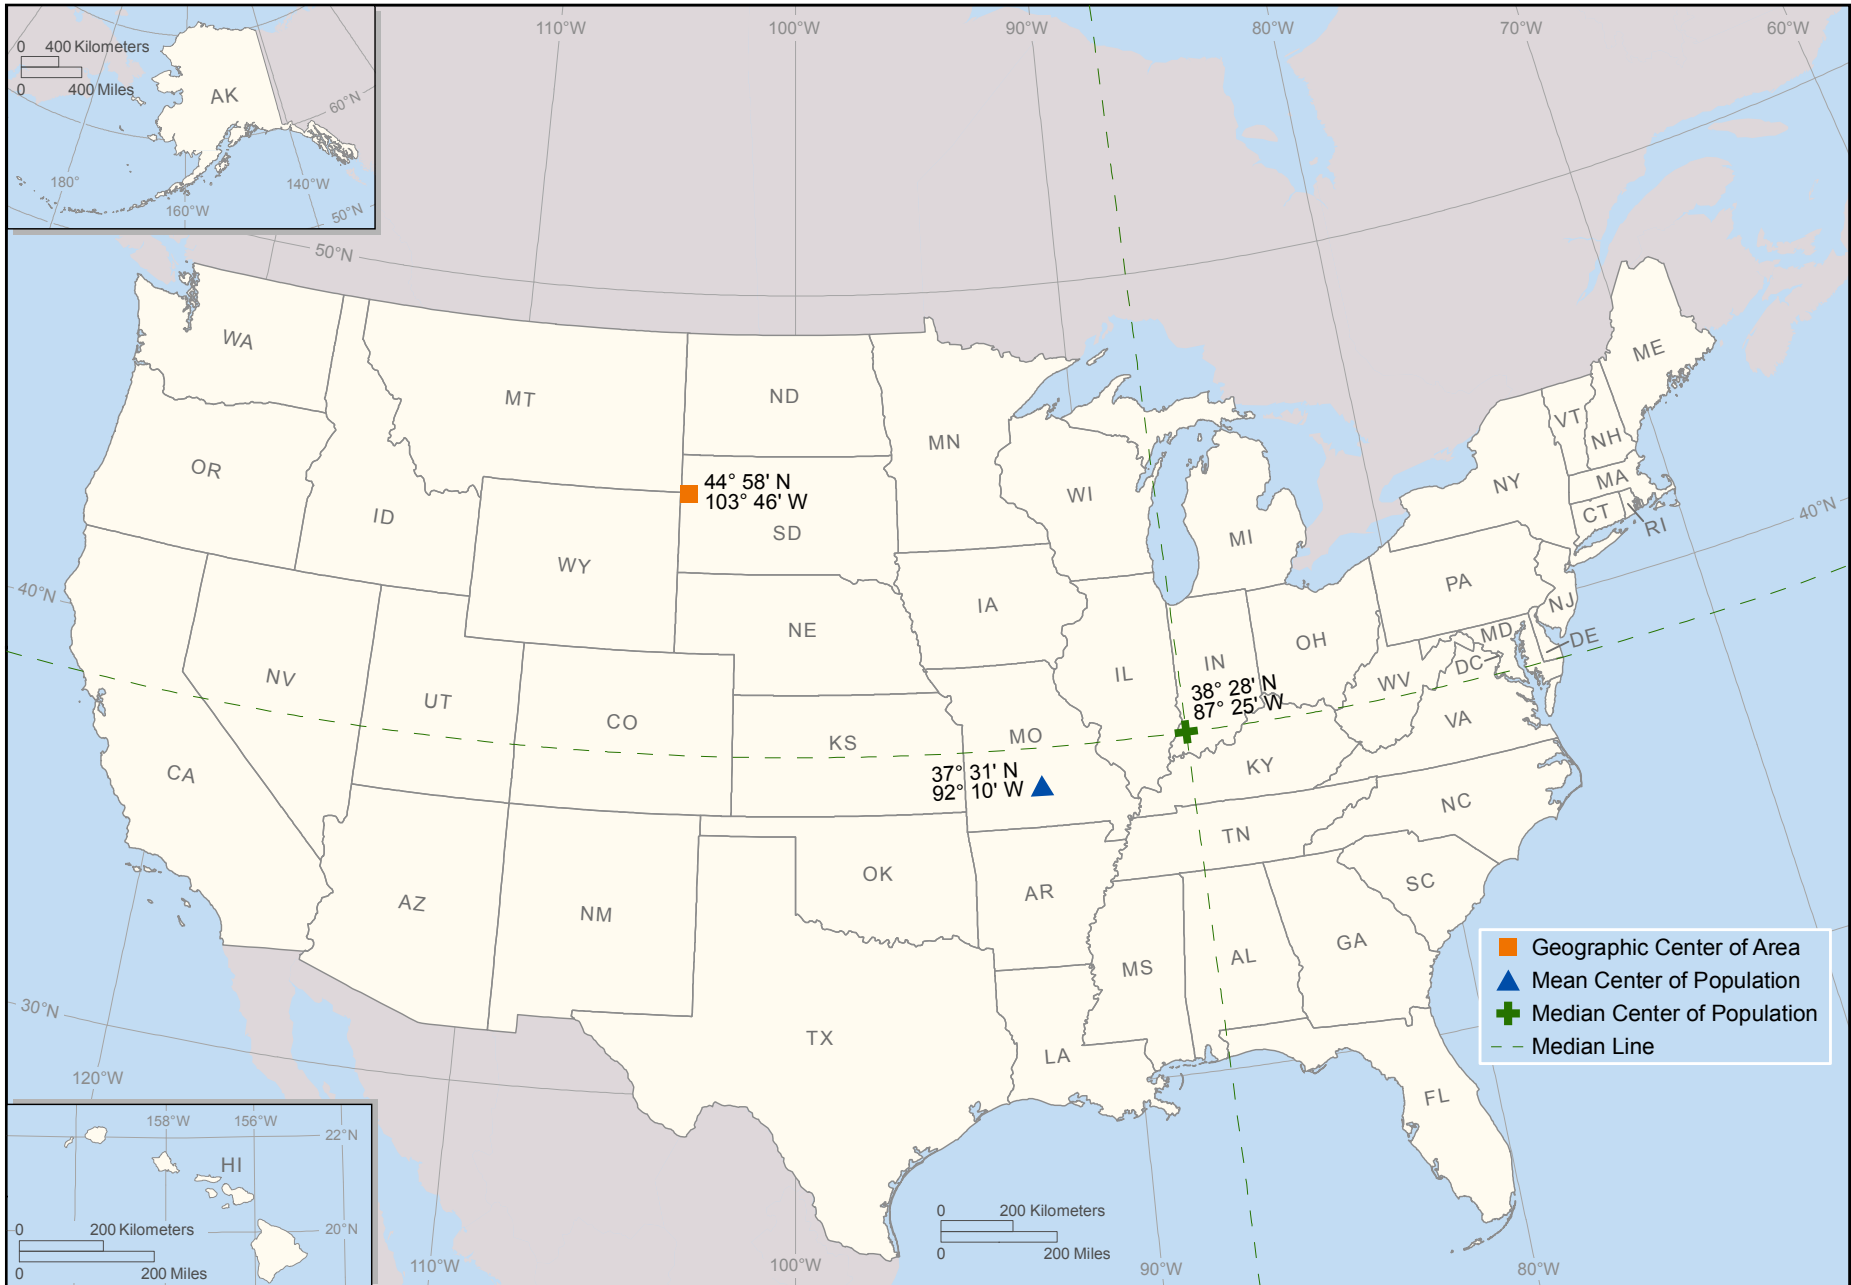 110°W
100°W
90°W
80°W
70°W
60°W
0 400 Kilometers
0 400 Miles
AK
60°N
180°
140°W
160°W
50°N
50°N
WA
MT
ND
MN
ME
VT
NH
OR
ID
44° 58' N
103° 46' W
SD
WI
MI
NY
MA
CT
RI
40°N
WY
40°N
IA
NE
PA
NJ
OH
MD
DE
DC
IN
IL
WV
NV
UT
CO
KS
MO
38° 28' N
87° 25' W
VA
CA
37° 31' N
92° 10' W
KY
NC
TN
OK
AR
SC
AZ
NM
GA
AL
MS
Geographic Center of Area
Mean Center of Population
Median Center of Population
Median Line
30°N
TX
LA
FL
120°W
158°W
156°W
22°N
HI
20°N
0 200 Kilometers
0 200 Miles
0 200 Kilometers
0 200 Miles
110°W
100°W
90°W
80°W